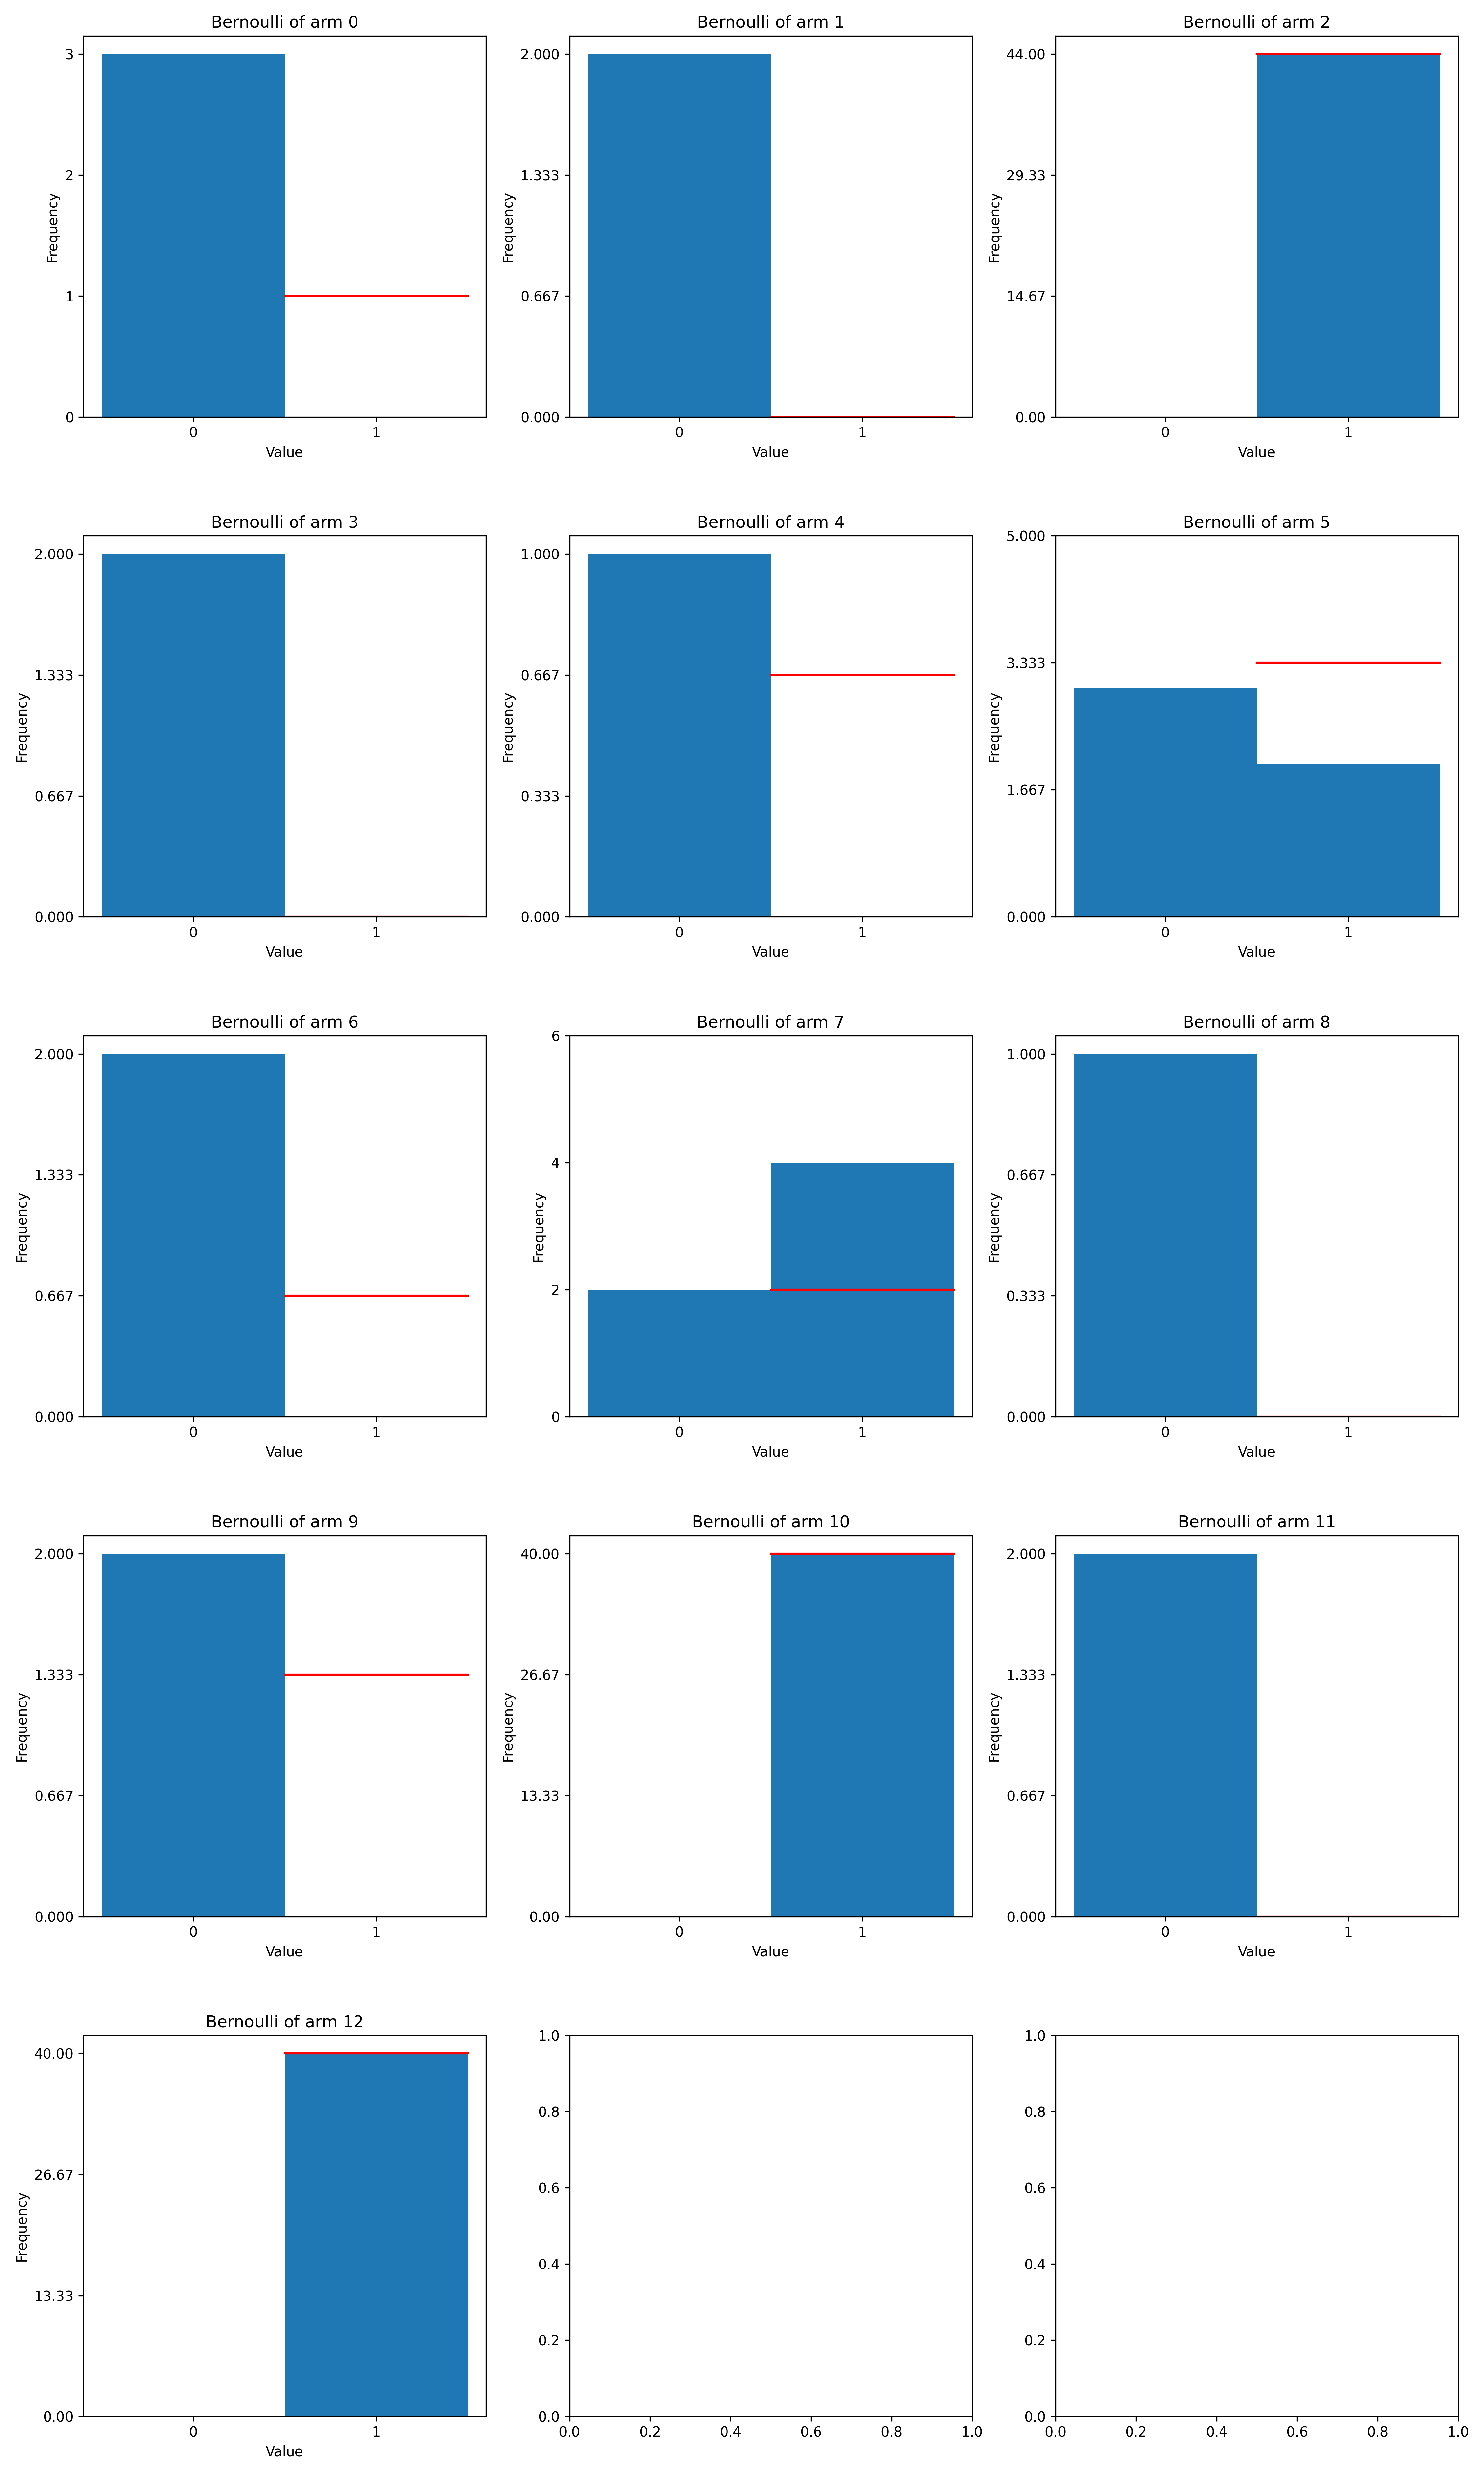 Bernoulli of arm 0
Frequency
3
2
1
0
0 1
Value
Bernoulli of arm 1
Frequency
2.000
1.333
0.667
0.000
0 1
Value
Bernoulli of arm 2
Frequency
44.00
29.33
14.67
0.00
0 1
Value
Bernoulli of arm 3
Frequency
2.000
1.333
0.667
0.000
0 1
Value
Bernoulli of arm 4
Frequency
1.000
0.667
0.333
0.000
0 1
Value
Bernoulli of arm 5
Frequency
5.000
3.333
1.667
0.000
0 1
Value
Bernoulli of arm 6
Frequency
2.000
1.333
0.667
0.000
0 1
Value
Bernoulli of arm 7
Frequency
6
4
2
0
0 1
Value
Bernoulli of arm 8
Frequency
1.000
0.667
0.333
0.000
0 1
Value
Bernoulli of arm 9
Frequency
2.000
1.333
0.667
0.000
0 1
Value
Bernoulli of arm 10
Frequency
40.00
26.67
13.33
0.00
0 1
Value
Bernoulli of arm 11
Frequency
2.000
1.333
0.667
0.000
0 1
Value
Bernoulli of arm 12
Frequency
40.00
26.67
13.33
0.00
0 1
Value
1.0
0.8
0.6
0.4
0.2
0.0
0.0 0.2 0.4 0.6 0.8 1.0
1.0
0.8
0.6
0.4
0.2
0.0
0.0 0.2 0.4 0.6 0.8 1.0